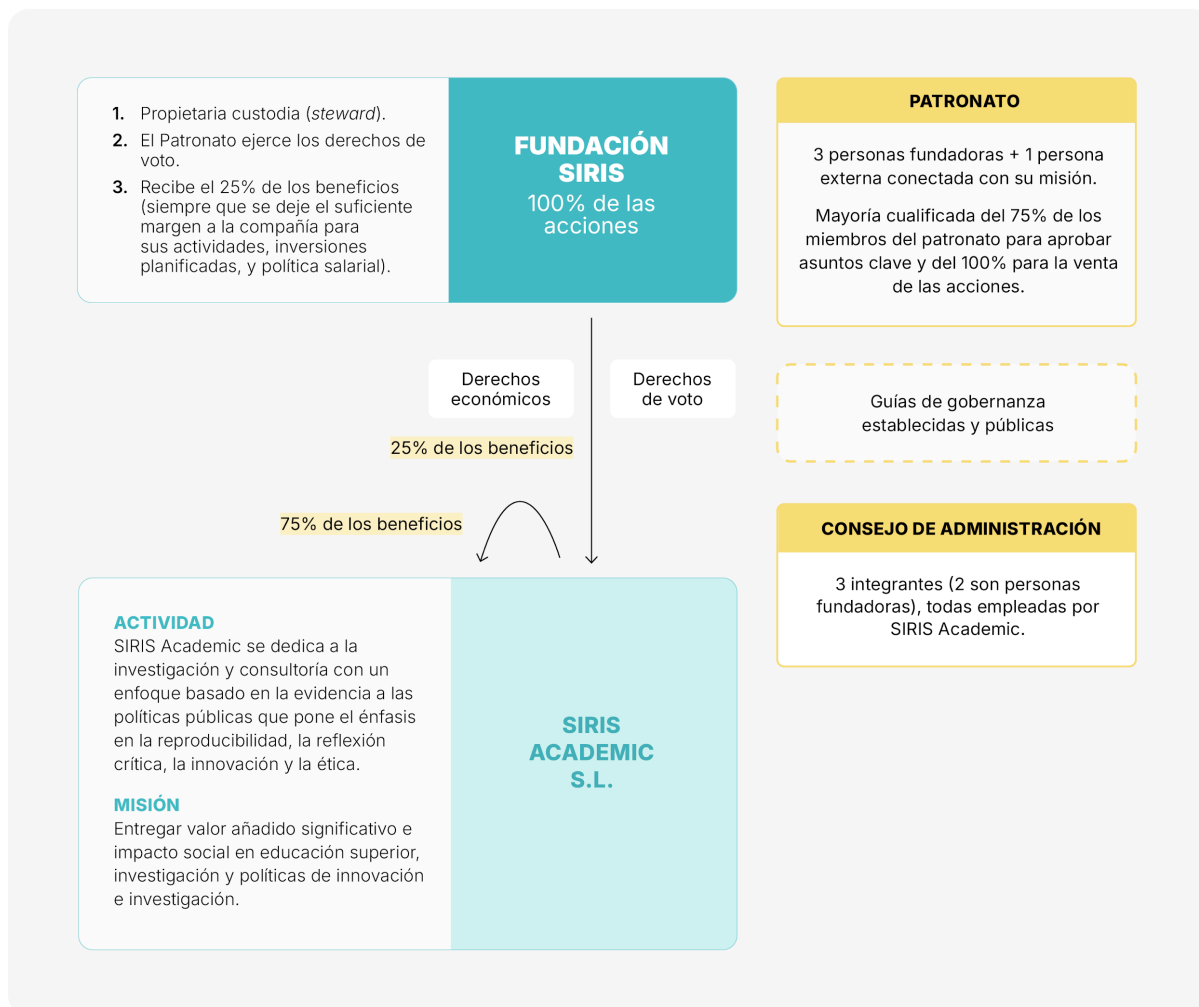 1. Propietaria custodia (steward).
2. El Patronato ejerce los derechos de
voto.
3. Recibe el 25% de los beneficios
(siempre que se deje el suficiente
margen a la compañía para
sus actividades, inversiones
planificadas, y política salarial).
FUNDACIÓN
SIRIS
100% de las
acciones
PATRONATO
3 personas fundadoras + 1 persona
externa conectada con su misión.
Mayoría cualificada del 75% de los
miembros del patronato para aprobar
asuntos clave y del 100% para la venta
de las acciones.
Derechos
económicos
Derechos
de voto
25% de los beneficios
75% de los beneficios
Guías de gobernanza
establecidas y públicas
CONSEJO DE ADMINISTRACIÓN
3 integrantes (2 son personas
fundadoras), todas empleadas por
SIRIS Academic.
ACTIVIDAD
SIRIS Academic se dedica a la
investigación y consultoría con un
enfoque basado en la evidencia a las
políticas públicas que pone el énfasis
en la reproducibilidad, la reflexión
crítica, la innovación y la ética.
MISIÓN
Entregar valor añadido significativo e
impacto social en educación superior,
investigación y políticas de innovación
e investigación.
SIRIS
ACADEMIC
S.L.